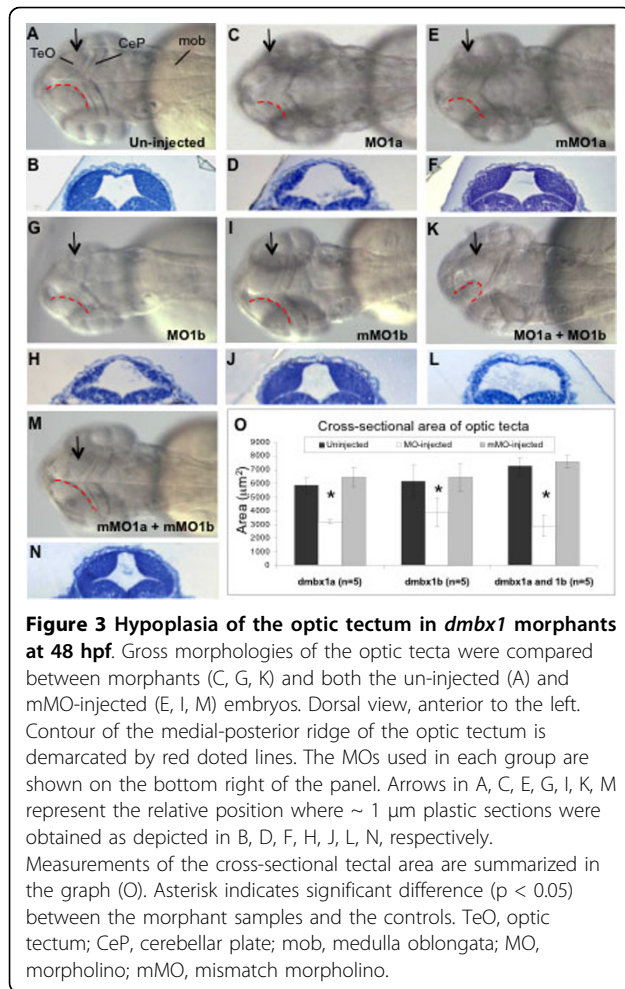 A
TeO
CeP
mob
Un-injected
C
MO1a
E
mMO1a
B
D
F
G
MO1b
I
mMO1b
K
MO1a + MO1b
H
J
L
M
mMO1a + mMO1b
N
O
Cross-sectional area of optic tecta
Uninjected MO-injected mMO-injected
Area (µm²)
9000
8000
7000
6000
5000
4000
3000
2000
1000
0
* * *
dmbx1a (n=5) dmbx1b (n=5) dmbx1a and 1b (n=5)
Figure 3 Hypoplasia of the optic tectum in dmbx1 morphants
at 48 hpf. Gross morphologies of the optic tecta were compared
between morphants (C, G, K) and both the un-injected (A) and
mMO-injected (E, I, M) embryos. Dorsal view, anterior to the left.
Contour of the medial-posterior ridge of the optic tectum is
demarcated by red doted lines. The MOs used in each group are
shown on the bottom right of the panel. Arrows in A, C, E, G, I, K, M
represent the relative position where ~ 1 µm plastic sections were
obtained as depicted in B, D, F, H, J, L, N, respectively.
Measurements of the cross-sectional tectal area are summarized in
the graph (O). Asterisk indicates significant difference (p < 0.05)
between the morphant samples and the controls. TeO, optic
tectum; CeP, cerebellar plate; mob, medulla oblongata; MO,
morpholino; mMO, mismatch morpholino.